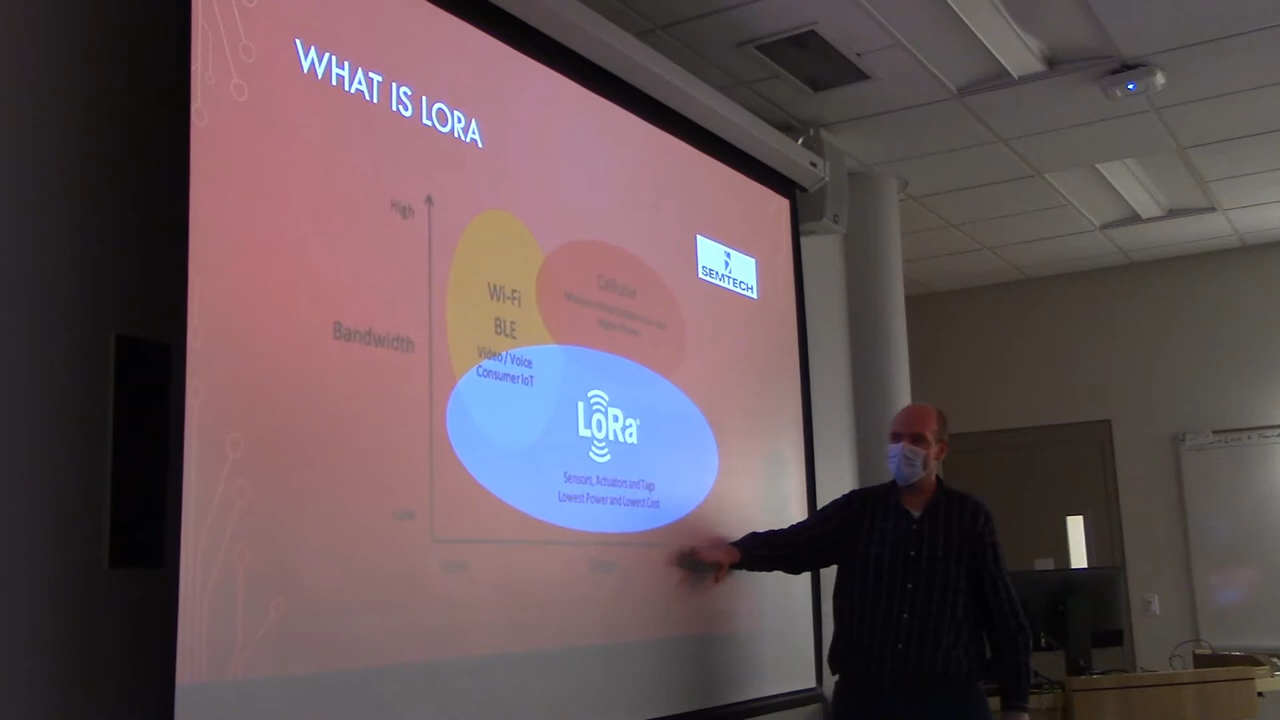 WHAT IS LORA
High
Bandwidth
Wi-Fi
BLE
Video / Voice
Consumer IoT
Cellular
SEMTECH
LoRa
Sensors, Actuators and Tags
Lowest Power and Lowest Cost